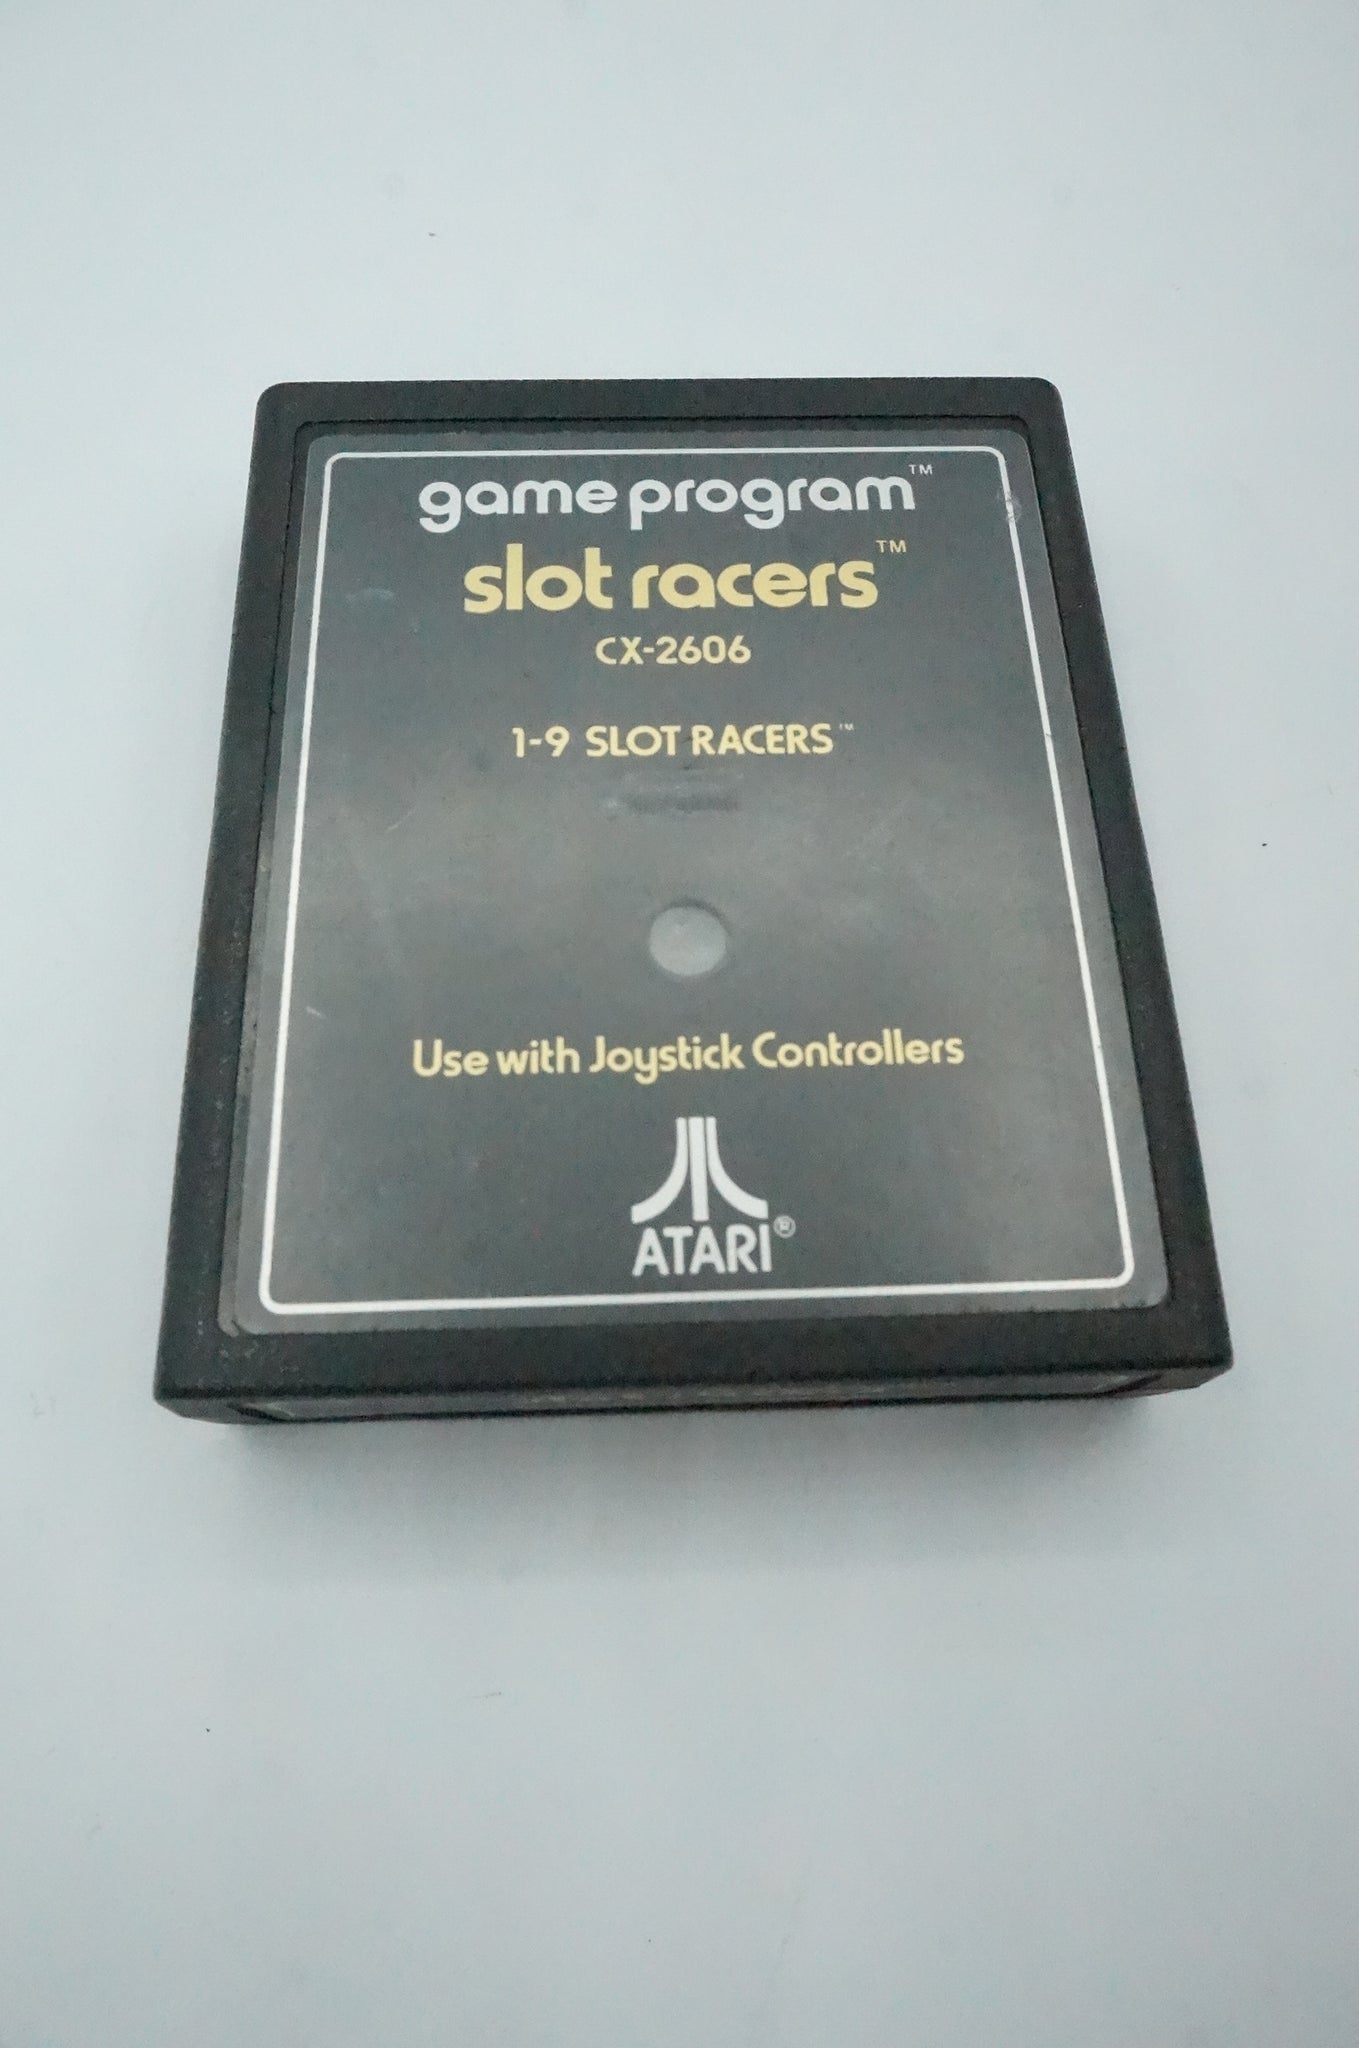 game program™
slot racers™
CX-2606
1-9 SLOT RACERS™
Use with Joystick Controllers
ATARI®